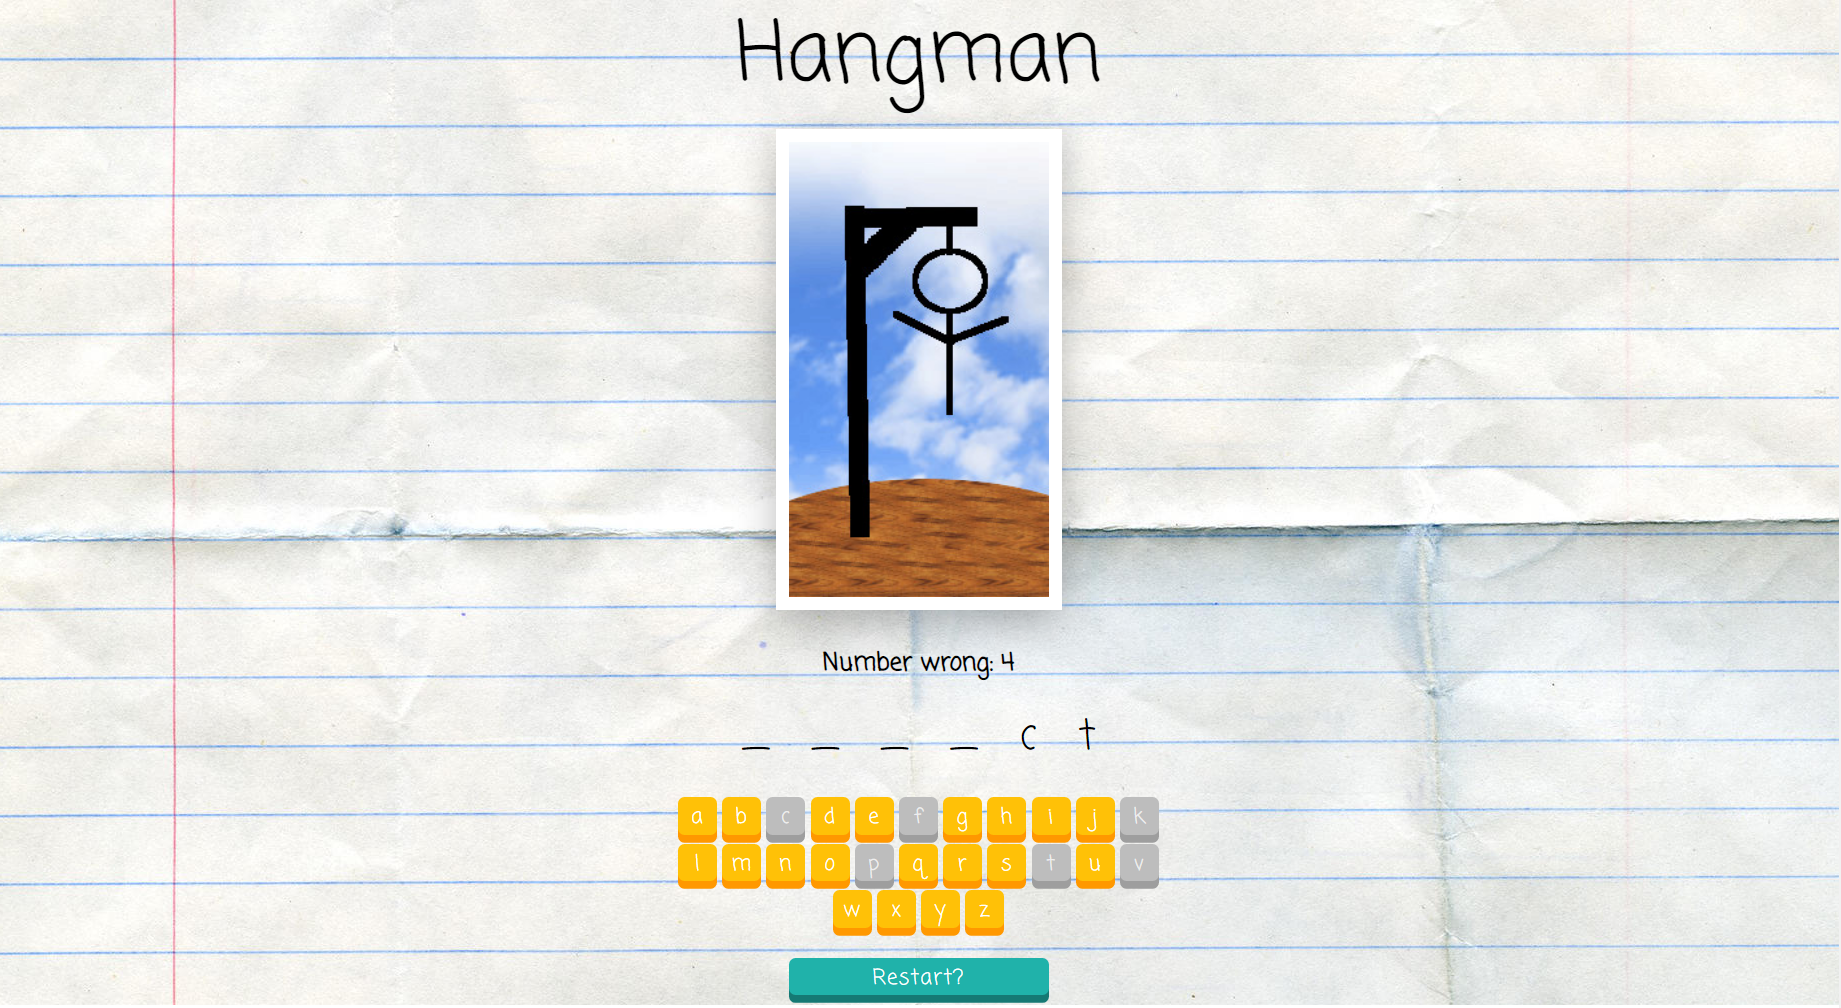 Hangman
Number wrong: 4
_ _ _ _ c t
a b c d e f g h i j k
l m n o p q r s t u v
w x y z
Restart?